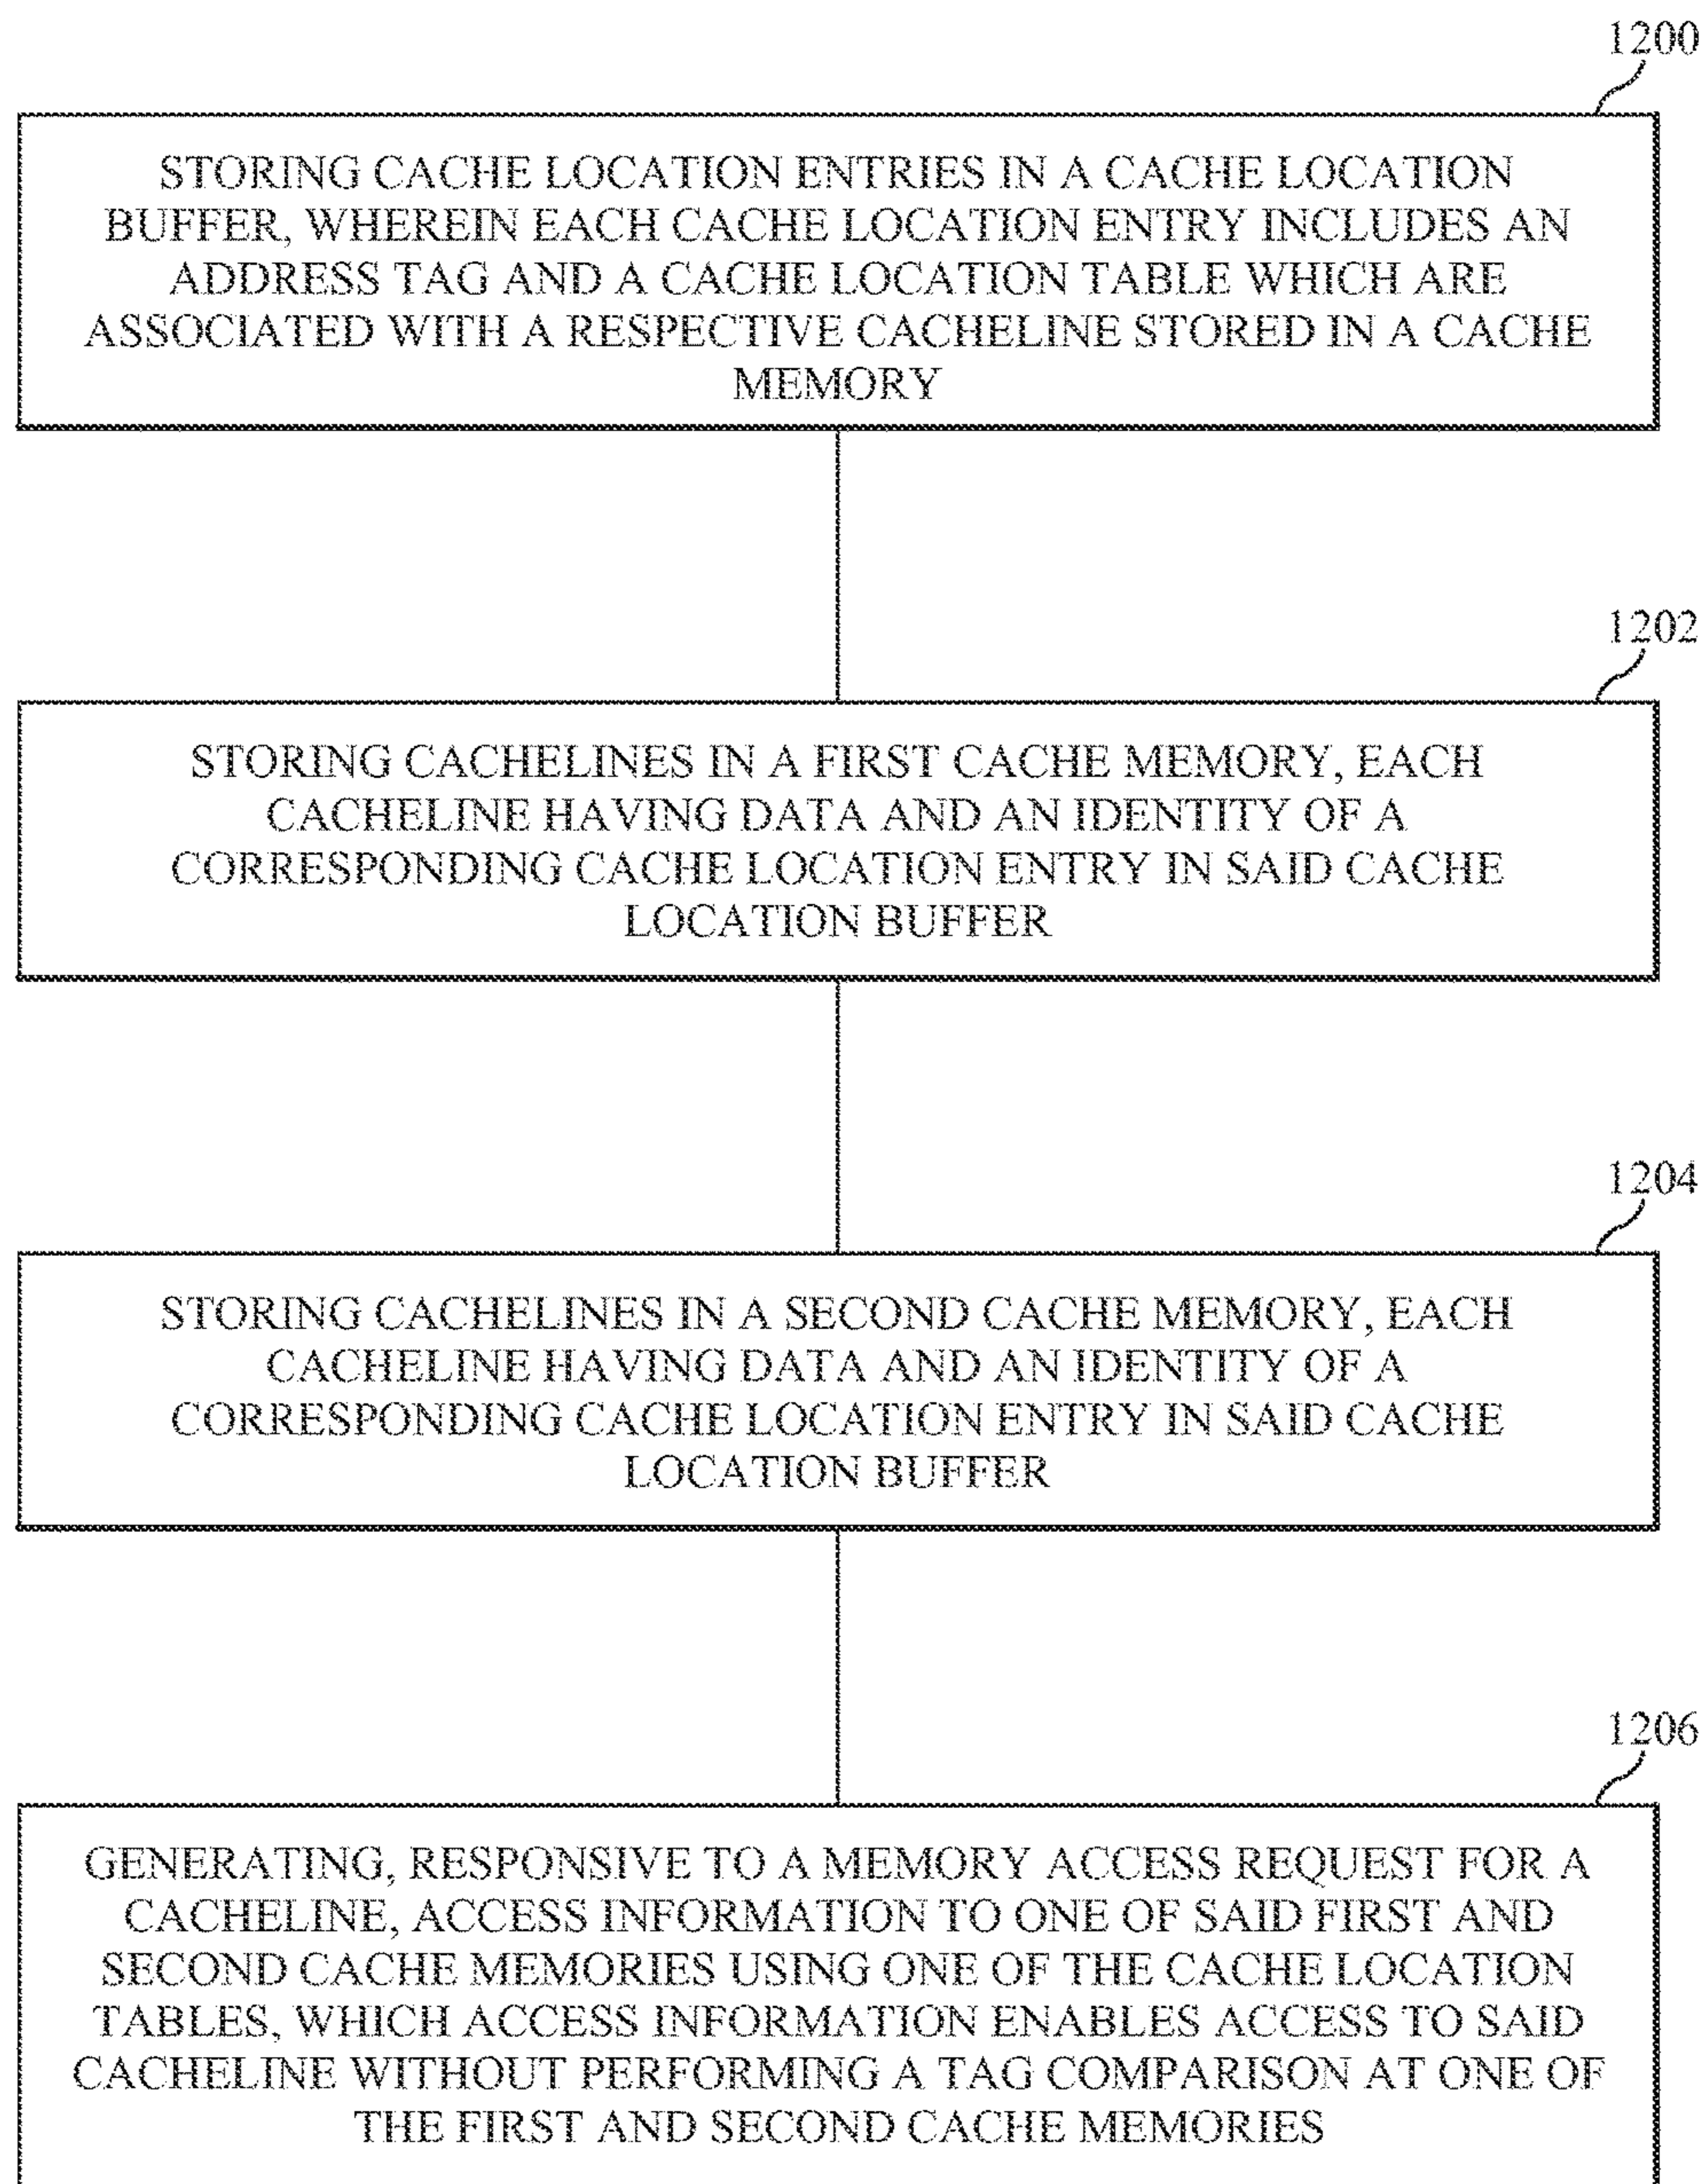 1200
STORING CACHE LOCATION ENTRIES IN A CACHE LOCATION
BUFFER, WHEREIN EACH CACHE LOCATION ENTRY INCLUDES AN
ADDRESS TAG AND A CACHE LOCATION TABLE WHICH ARE
ASSOCIATED WITH A RESPECTIVE CACHELINE STORED IN A CACHE
MEMORY
1202
STORING CACHELINES IN A FIRST CACHE MEMORY, EACH
CACHELINE HAVING DATA AND AN IDENTITY OF A
CORRESPONDING CACHE LOCATION ENTRY IN SAID CACHE
LOCATION BUFFER
1204
STORING CACHELINES IN A SECOND CACHE MEMORY, EACH
CACHELINE HAVING DATA AND AN IDENTITY OF A
CORRESPONDING CACHE LOCATION ENTRY IN SAID CACHE
LOCATION BUFFER
1206
GENERATING, RESPONSIVE TO A MEMORY ACCESS REQUEST FOR A
CACHELINE, ACCESS INFORMATION TO ONE OF SAID FIRST AND
SECOND CACHE MEMORIES USING ONE OF THE CACHE LOCATION
TABLES, WHICH ACCESS INFORMATION ENABLES ACCESS TO SAID
CACHELINE WITHOUT PERFORMING A TAG COMPARISON AT ONE OF
THE FIRST AND SECOND CACHE MEMORIES